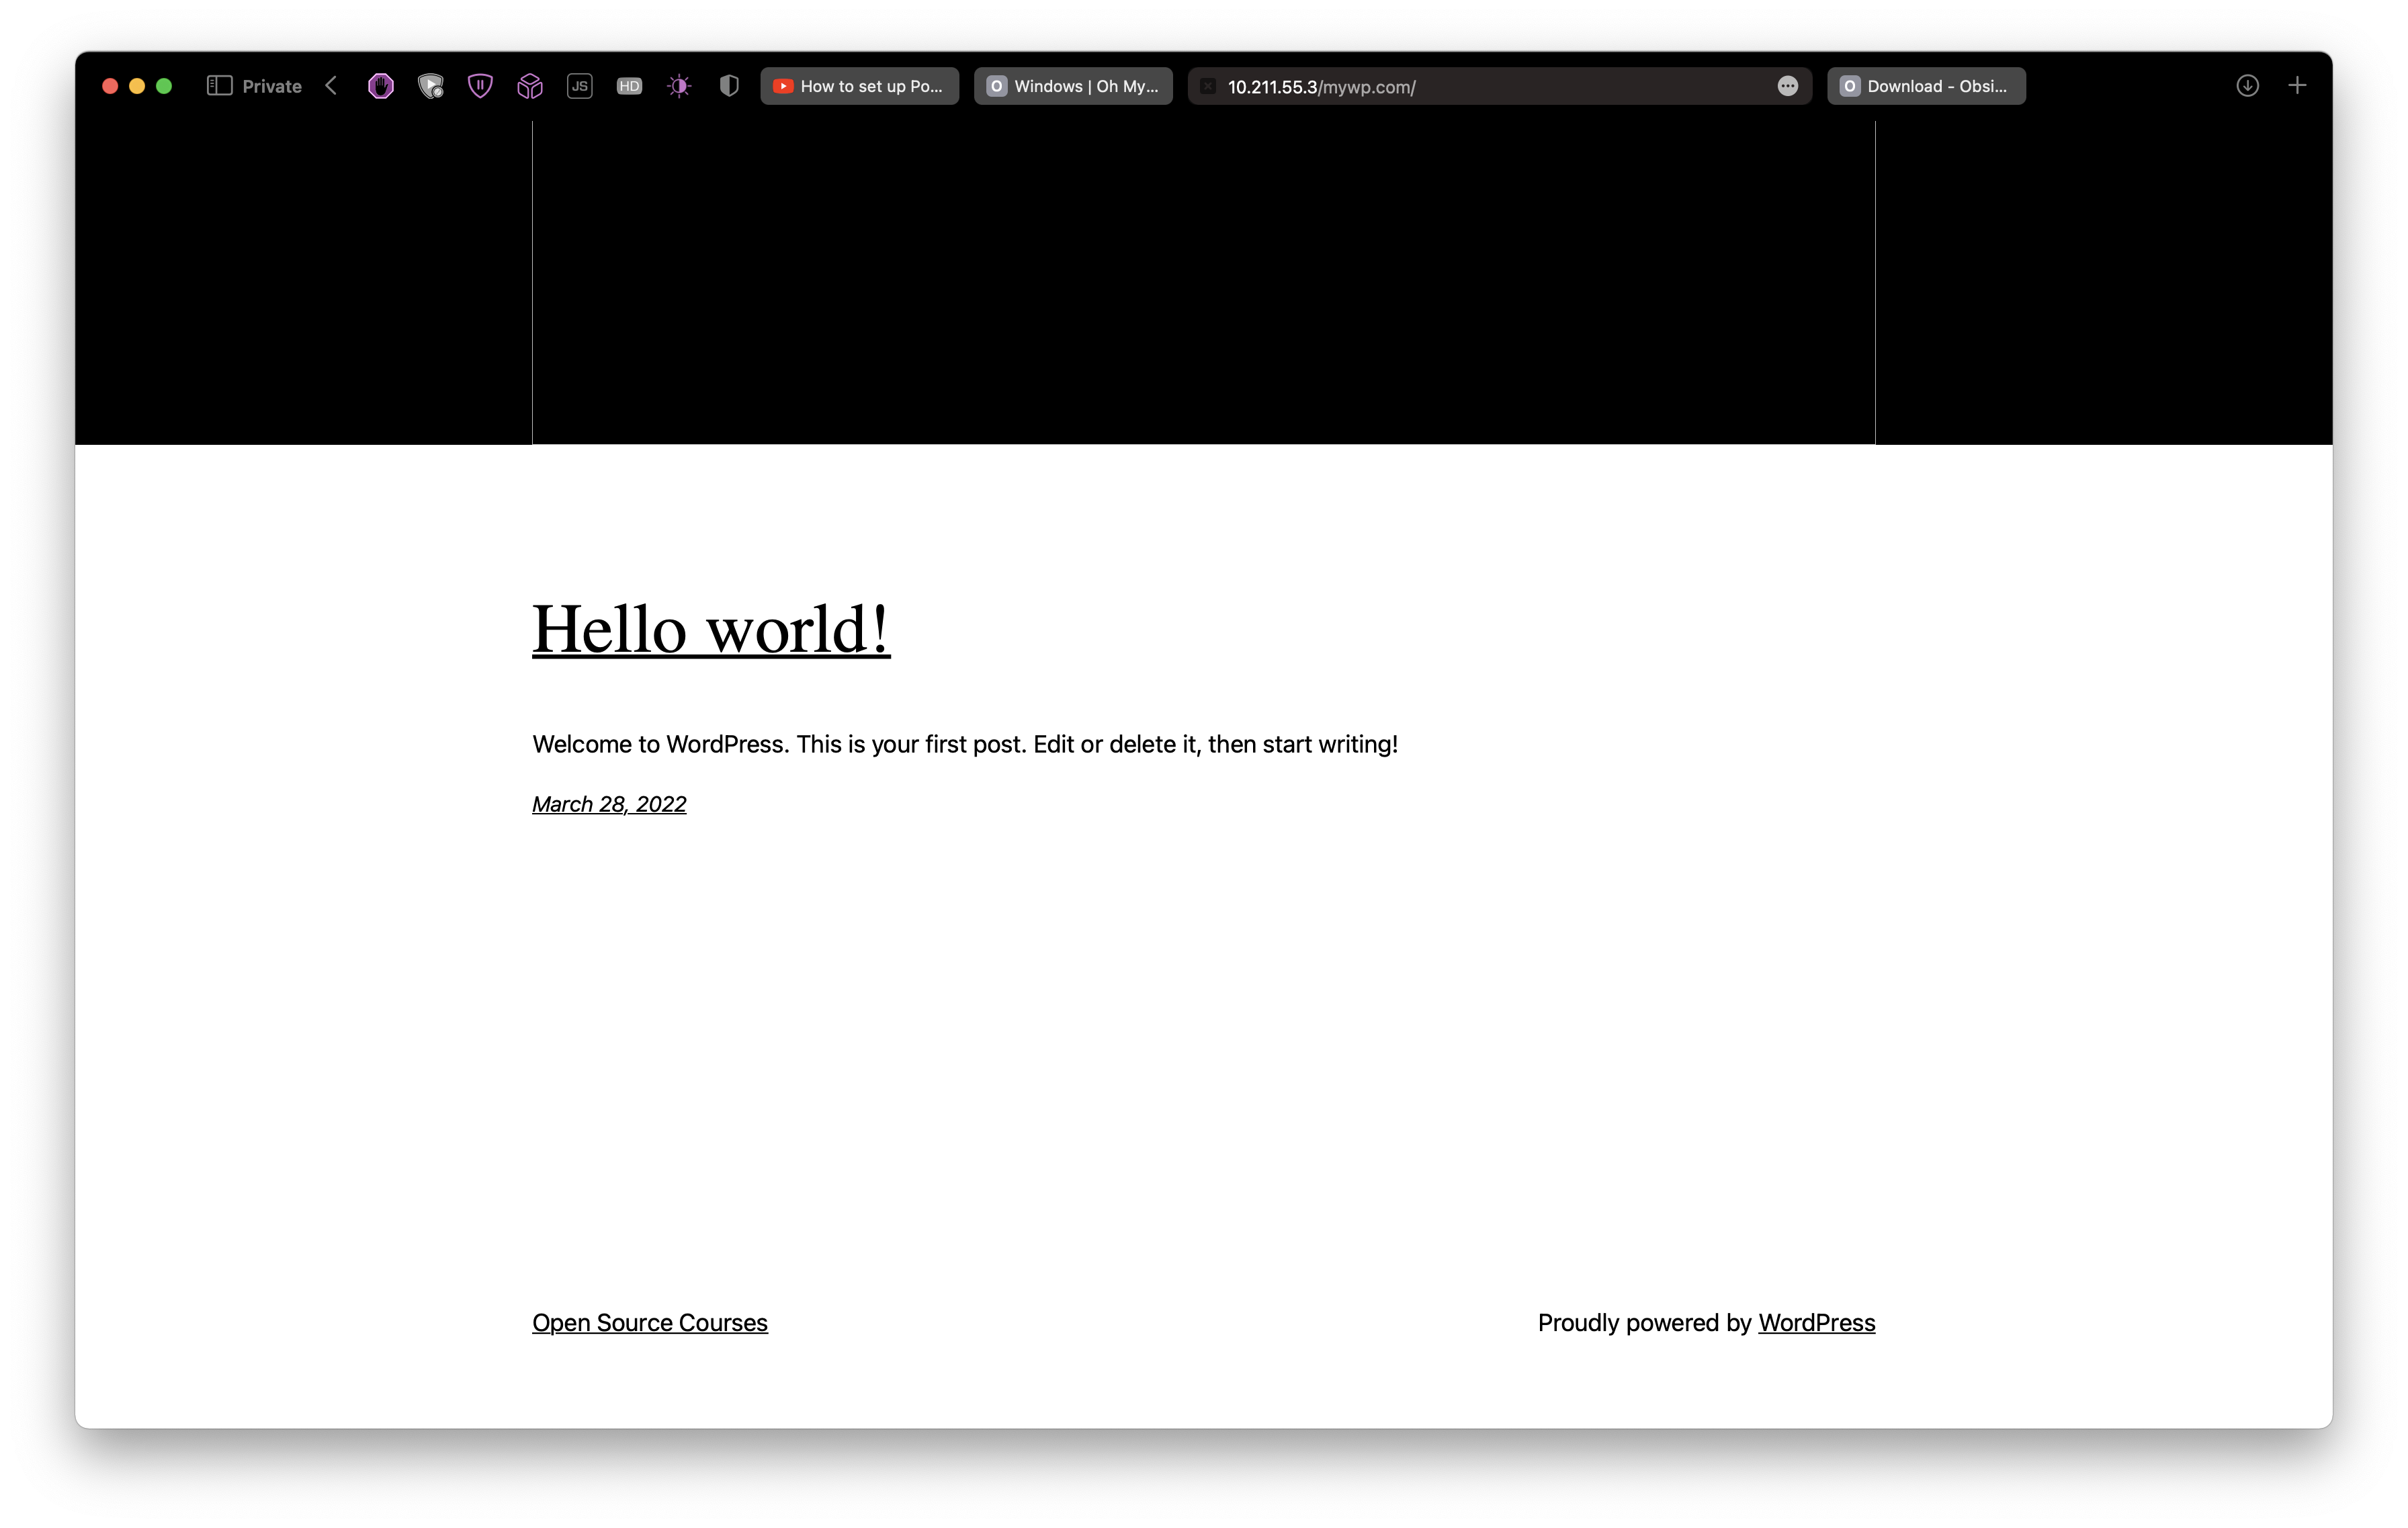 Private
JS
HD
How to set up Po...
O
Windows | Oh My...
10.211.55.3/mywp.com/
O
Download - Obsi...
Hello world!
Welcome to WordPress. This is your first post. Edit or delete it, then start writing!
March 28, 2022
Open Source Courses
Proudly powered by WordPress